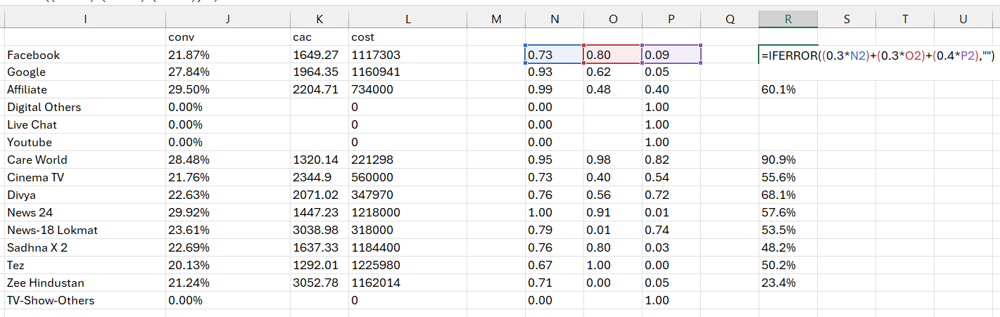 I J K L M N O P Q R S T U
conv cac cost
Facebook 21.87% 1649.27 1117303 0.73 0.80 0.09 =IFERROR((0.3*N2)+(0.3*O2)+(0.4*P2),"")
Google 27.84% 1964.35 1160941 0.93 0.62 0.05
Affiliate 29.50% 2204.71 734000 0.99 0.48 0.40 60.1%
Digital Others 0.00% 0 0.00 1.00
Live Chat 0.00% 0 0.00 1.00
Youtube 0.00% 0 0.00 1.00
Care World 28.48% 1320.14 221298 0.95 0.98 0.82 90.9%
Cinema TV 21.76% 2344.9 560000 0.73 0.40 0.54 55.6%
Divya 22.63% 2071.02 347970 0.76 0.56 0.72 68.1%
News 24 29.92% 1447.23 1218000 1.00 0.91 0.01 57.6%
News-18 Lokmat 23.61% 3038.98 318000 0.79 0.01 0.74 53.5%
Sadhna X 2 22.69% 1637.33 1184400 0.76 0.80 0.03 48.2%
Tez 20.13% 1292.01 1225980 0.67 1.00 0.00 50.2%
Zee Hindustan 21.24% 3052.78 1162014 0.71 0.00 0.05 23.4%
TV-Show-Others 0.00% 0 0.00 1.00